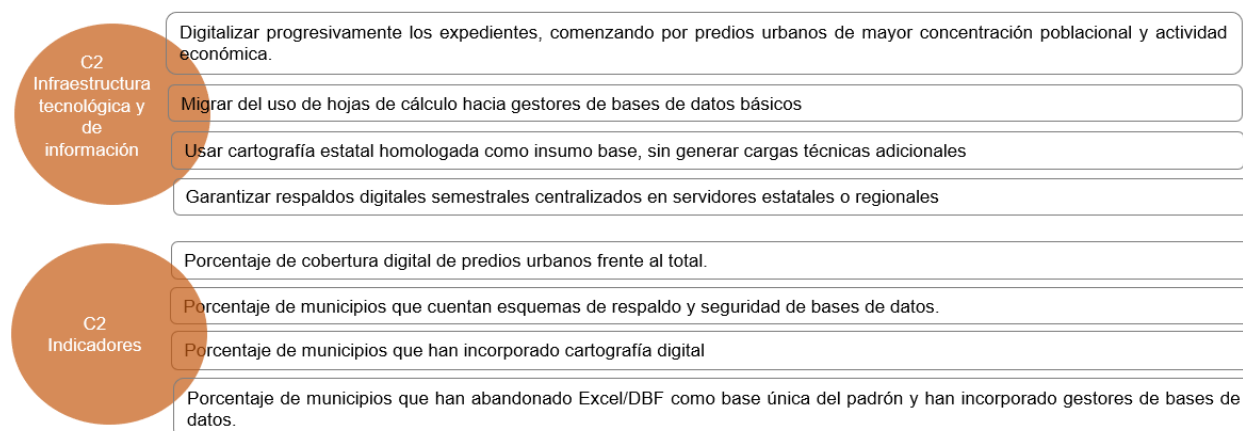 C2
Infraestructura
tecnológica y
de
información
Digitalizar progresivamente los expedientes, comenzando por predios urbanos de mayor concentración poblacional y actividad
económica.
Migrar del uso de hojas de cálculo hacia gestores de bases de datos básicos
Usar cartografía estatal homologada como insumo base, sin generar cargas técnicas adicionales
Garantizar respaldos digitales semestrales centralizados en servidores estatales o regionales
C2
Indicadores
Porcentaje de cobertura digital de predios urbanos frente al total.
Porcentaje de municipios que cuentan esquemas de respaldo y seguridad de bases de datos.
Porcentaje de municipios que han incorporado cartografía digital
Porcentaje de municipios que han abandonado Excel/DBF como base única del padrón y han incorporado gestores de bases de
datos.